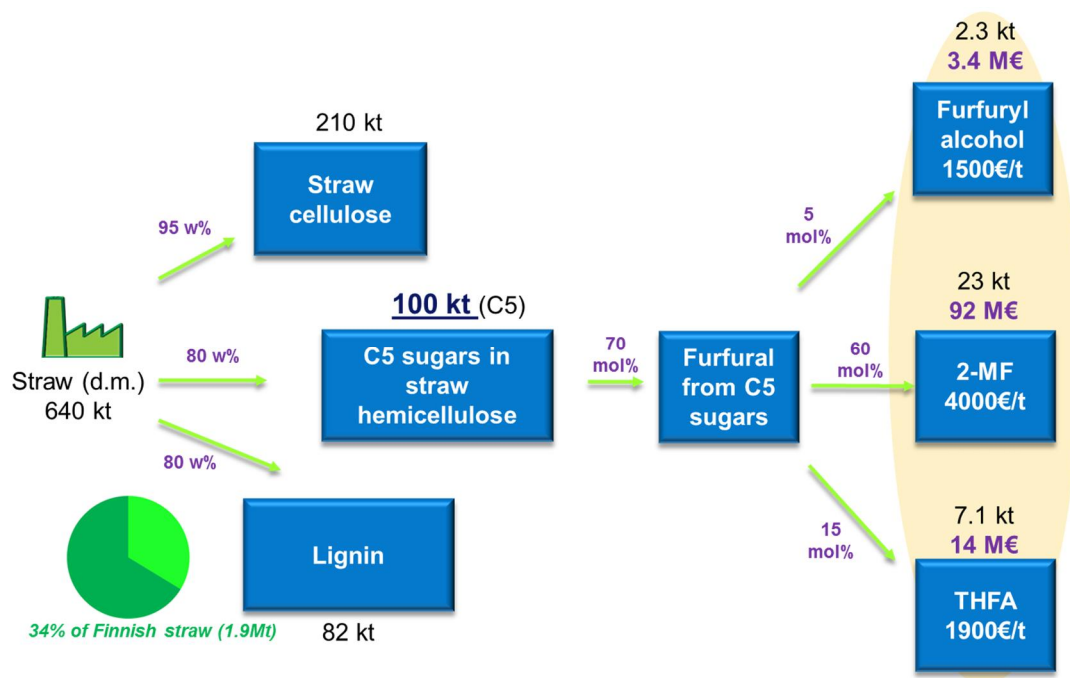 2.3 kt
3.4 M€
Furfuryl
alcohol
1500€/t
210 kt
Straw
cellulose
95 w%
5
mol%
100 kt (C5)
C5 sugars in
straw
hemicellulose
80 w%
Straw (d.m.)
640 kt
70
mol%
Furfural
from C5
sugars
60
mol%
23 kt
92 M€
2-MF
4000€/t
80 w%
Lignin
82 kt
34% of Finnish straw (1.9Mt)
15
mol%
7.1 kt
14 M€
THFA
1900€/t